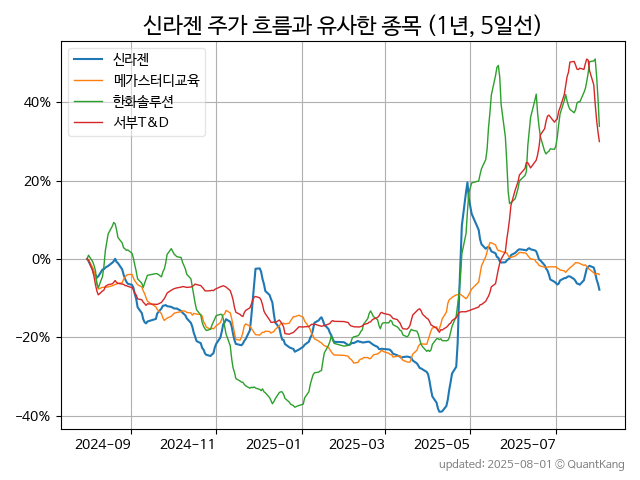 신라젠 주가 흐름과 유사한 종목 (1년, 5일선)
신라젠
메가스터디교육
한화솔루션
서부T&D
40%
20%
0%
−20%
−40%
2024-09
2024-11
2025-01
2025-03
2025-05
2025-07
updated: 2025-08-01 © QuantKang